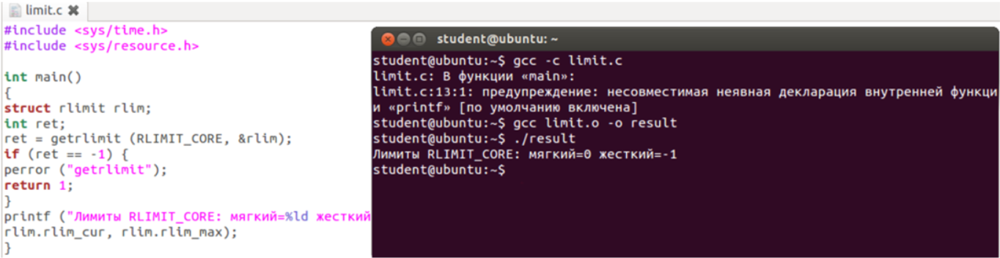 limit.c ✖
#include <sys/time.h>
#include <sys/resource.h>
int main()
{
struct rlimit rlim;
int ret;
ret = getrlimit (RLIMIT_CORE, &rlim);
if (ret == -1) {
perror ("getrlimit");
return 1;
}
printf ("Лимиты RLIMIT_CORE: мягкий=%ld жесткий
rlim.rlim_cur, rlim.rlim_max);
}
student@ubuntu: ~
student@ubuntu:~$ gcc -c limit.c
limit.c: В функции «main»:
limit.c:13:1: предупреждение: несовместимая неявная декларация внутренней функци
и «printf» [по умолчанию включена]
student@ubuntu:~$ gcc limit.o -o result
student@ubuntu:~$ ./result
Лимиты RLIMIT_CORE: мягкий=0 жесткий=-1
student@ubuntu:~$